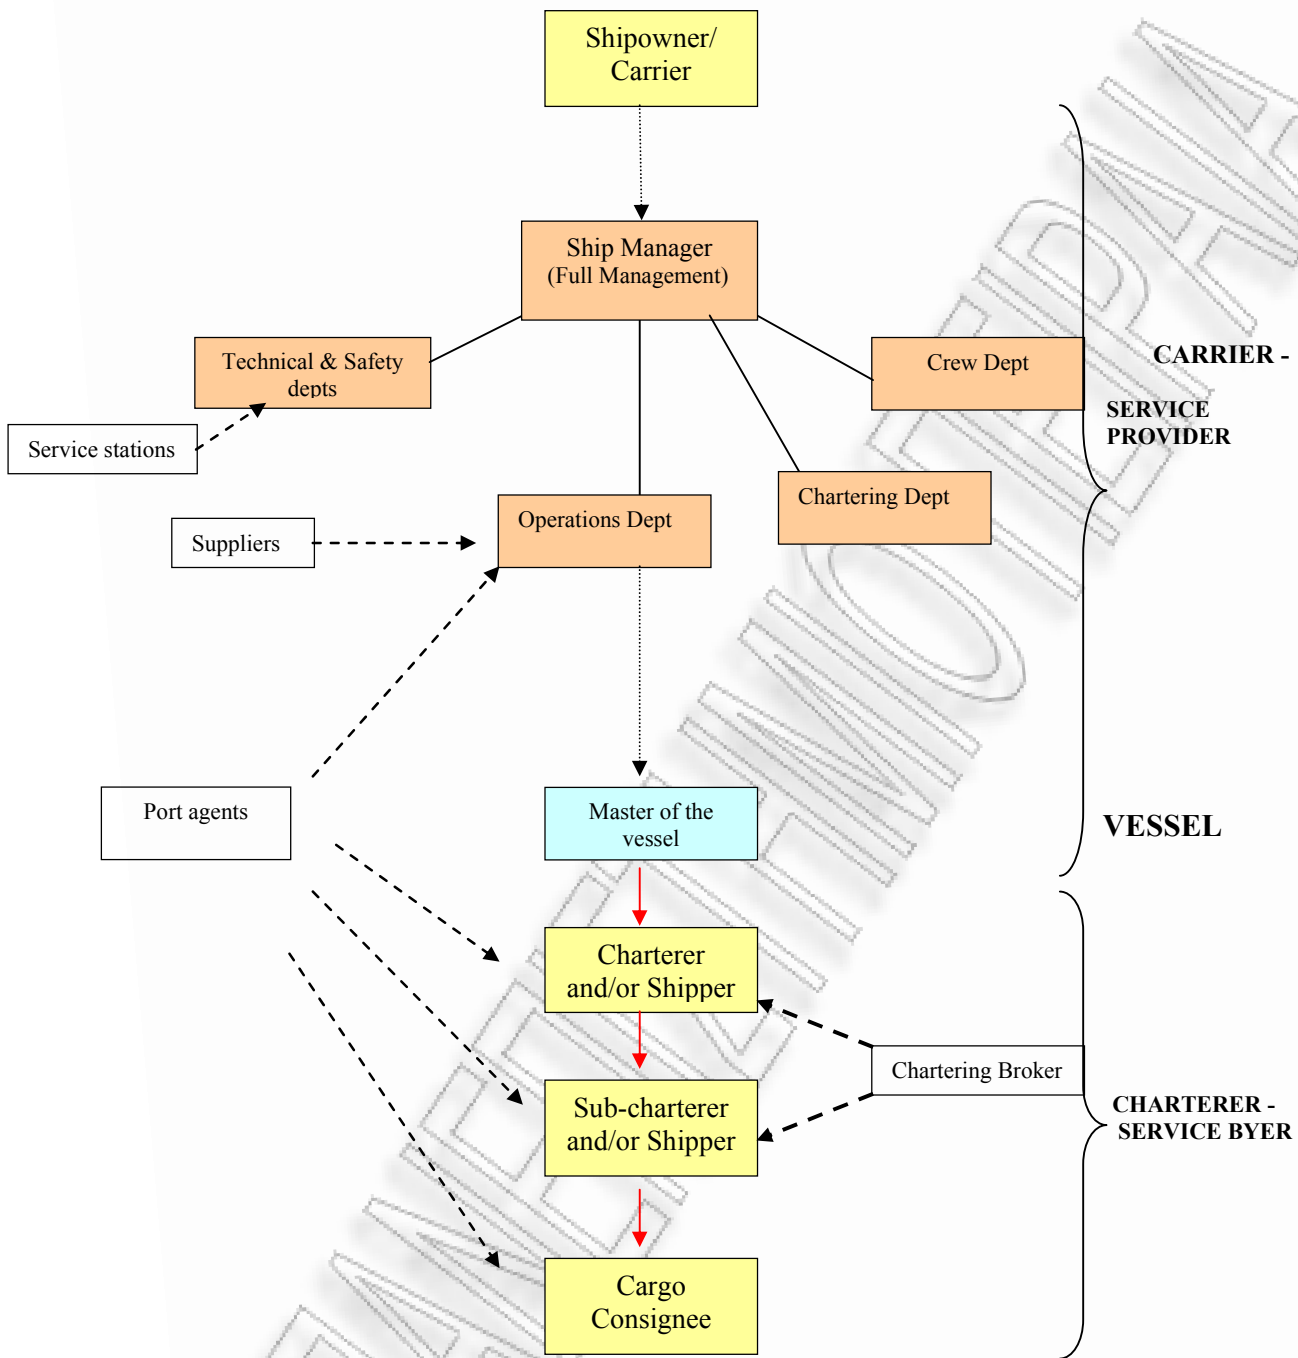 Shipowner/
Carrier
Ship Manager
(Full Management)
Technical & Safety
depts
Crew Dept
CARRIER -
SERVICE
PROVIDER
Service stations
Chartering Dept
Operations Dept
Suppliers
Port agents
Master of the
vessel
VESSEL
Charterer
and/or Shipper
Chartering Broker
Sub-charterer
and/or Shipper
CHARTERER -
SERVICE BYER
Cargo
Consignee